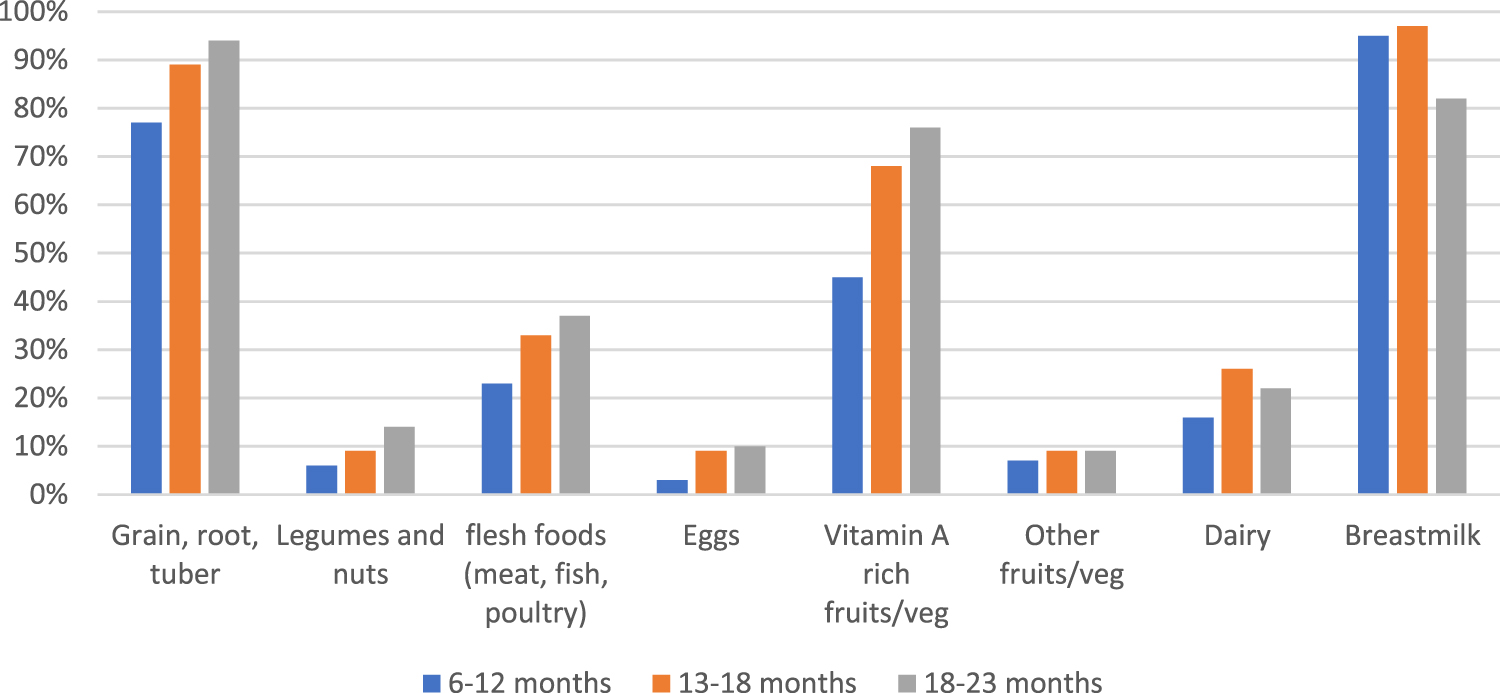 100%
90%
80%
70%
60%
50%
40%
30%
20%
10%
0%
Grain, root,
tuber
Legumes and
nuts
flesh foods
(meat, fish,
poultry)
Eggs
Vitamin A
rich
fruits/veg
Other
fruits/veg
Dairy
Breastmilk
6-12 months
13-18 months
18-23 months